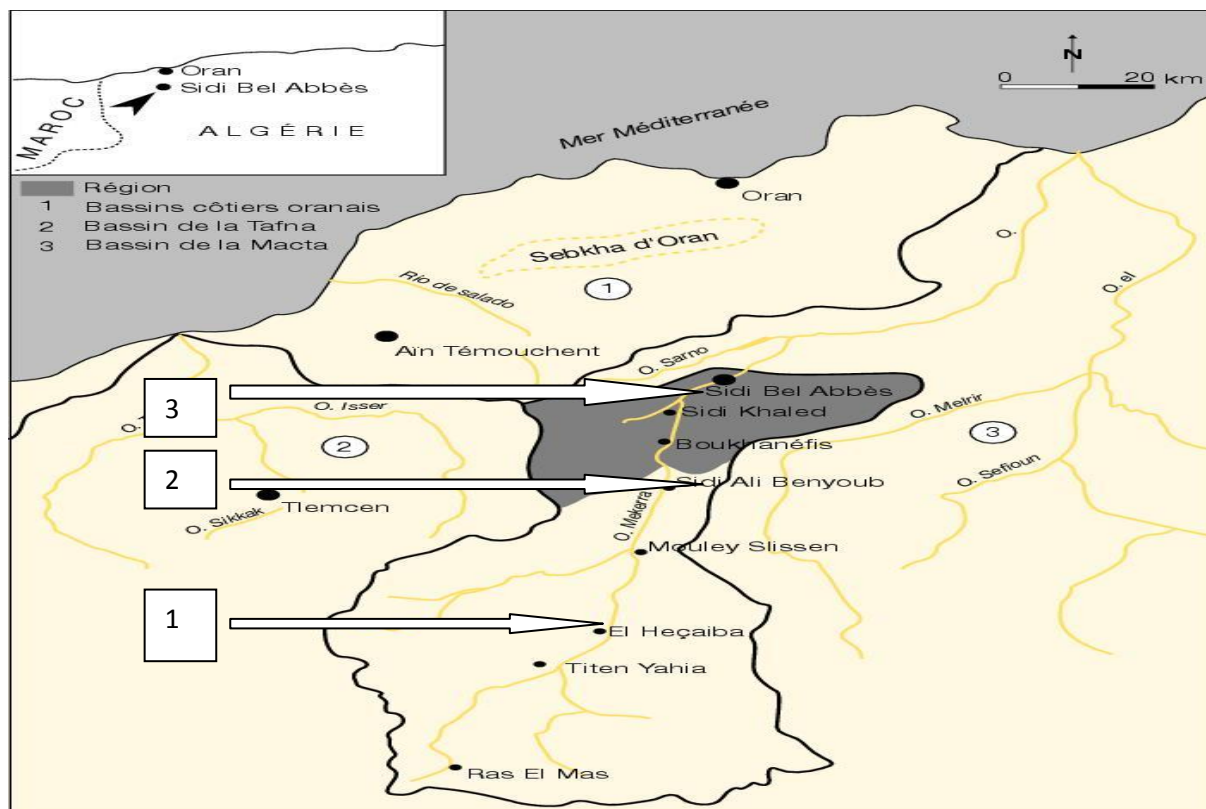 Oran
Sidi Bel Abbès
MAROC
ALGÉRIE
Région
1 Bassins côtiers oranais
2 Bassin de la Tafna
3 Bassin de la Macta
N
0 20 km
Mer Méditerranée
Oran
Sebkha d'Oran
Rio de salado
1
O.
O. el
Aïn Témouchent
O. Sarno
3
Sidi Bel Abbès
O. Isser
Sidi Khaled
O. Melrir
2
Boukhanéfis
3
2
Sidi Ali Benyoub
O. Sefioun
Tlemcen
O. Sikkak
O. Mekerra
Mouley Slissen
1
El Heçaiba
Titen Yahia
Ras El Mas